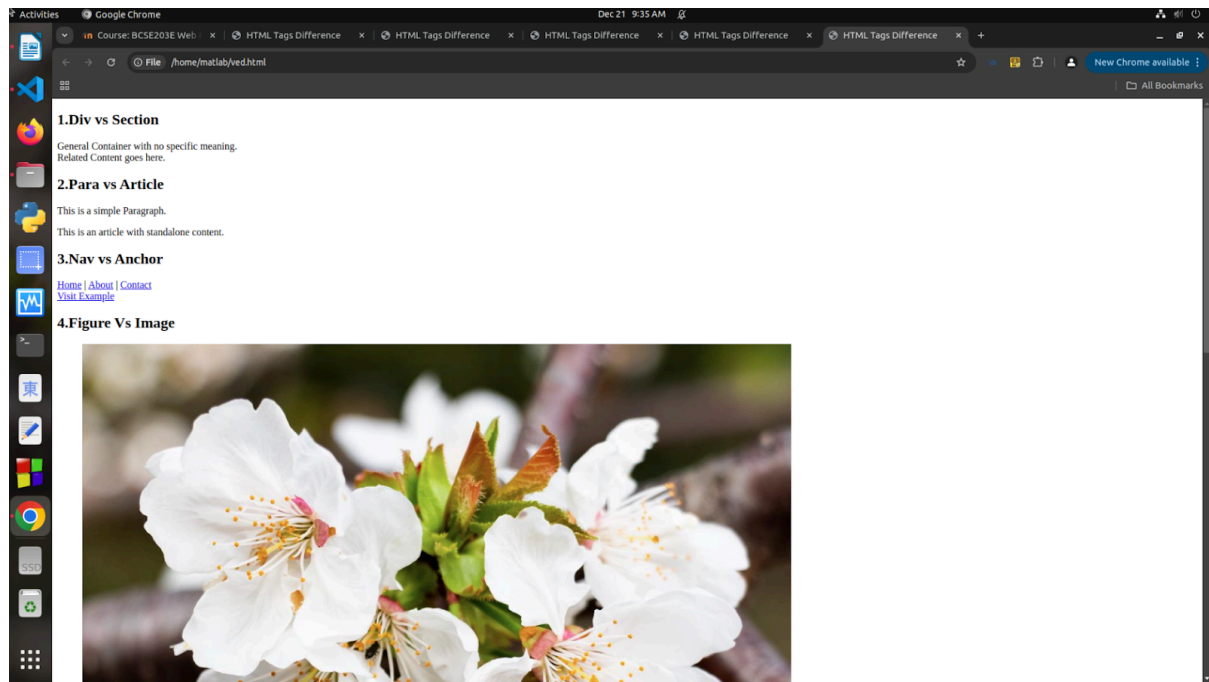 Activities
Google Chrome
Dec 21 9:35 AM
in Course: BCSE203E Web
HTML Tags Difference
HTML Tags Difference
HTML Tags Difference
HTML Tags Difference
HTML Tags Difference
File
/home/matlab/ved.html
New Chrome available
All Bookmarks
1.Div vs Section
General Container with no specific meaning.
Related Content goes here.
2.Para vs Article
This is a simple Paragraph.
This is an article with standalone content.
3.Nav vs Anchor
Home | About | Contact
Visit Example
4.Figure Vs Image
東
SSD